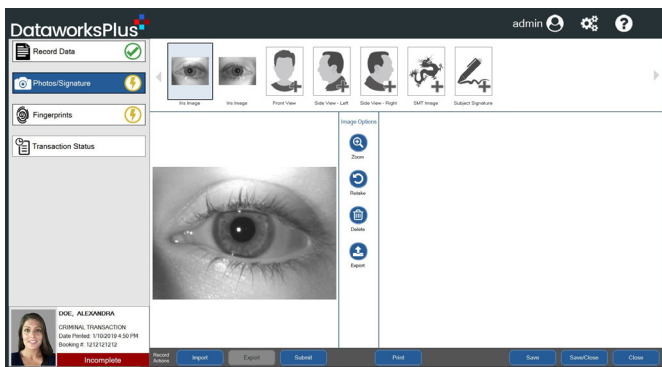 DataworksPlus
admin
?
Record Data
Photos/Signature
Fingerprints
Transaction Status
Iris Image
Iris Image
Front View
Side View - Left
Side View - Right
SMT Image
Subject Signature
Image Options
Zoom
Retake
Delete
Export
DOE, ALEXANDRA
CRIMINAL TRANSACTION
Date Printed: 1/10/2019 4:50 PM
Booking #: 1212121212
Incomplete
Record
Actions
Import
Export
Submit
Print
Save
Save/Close
Close